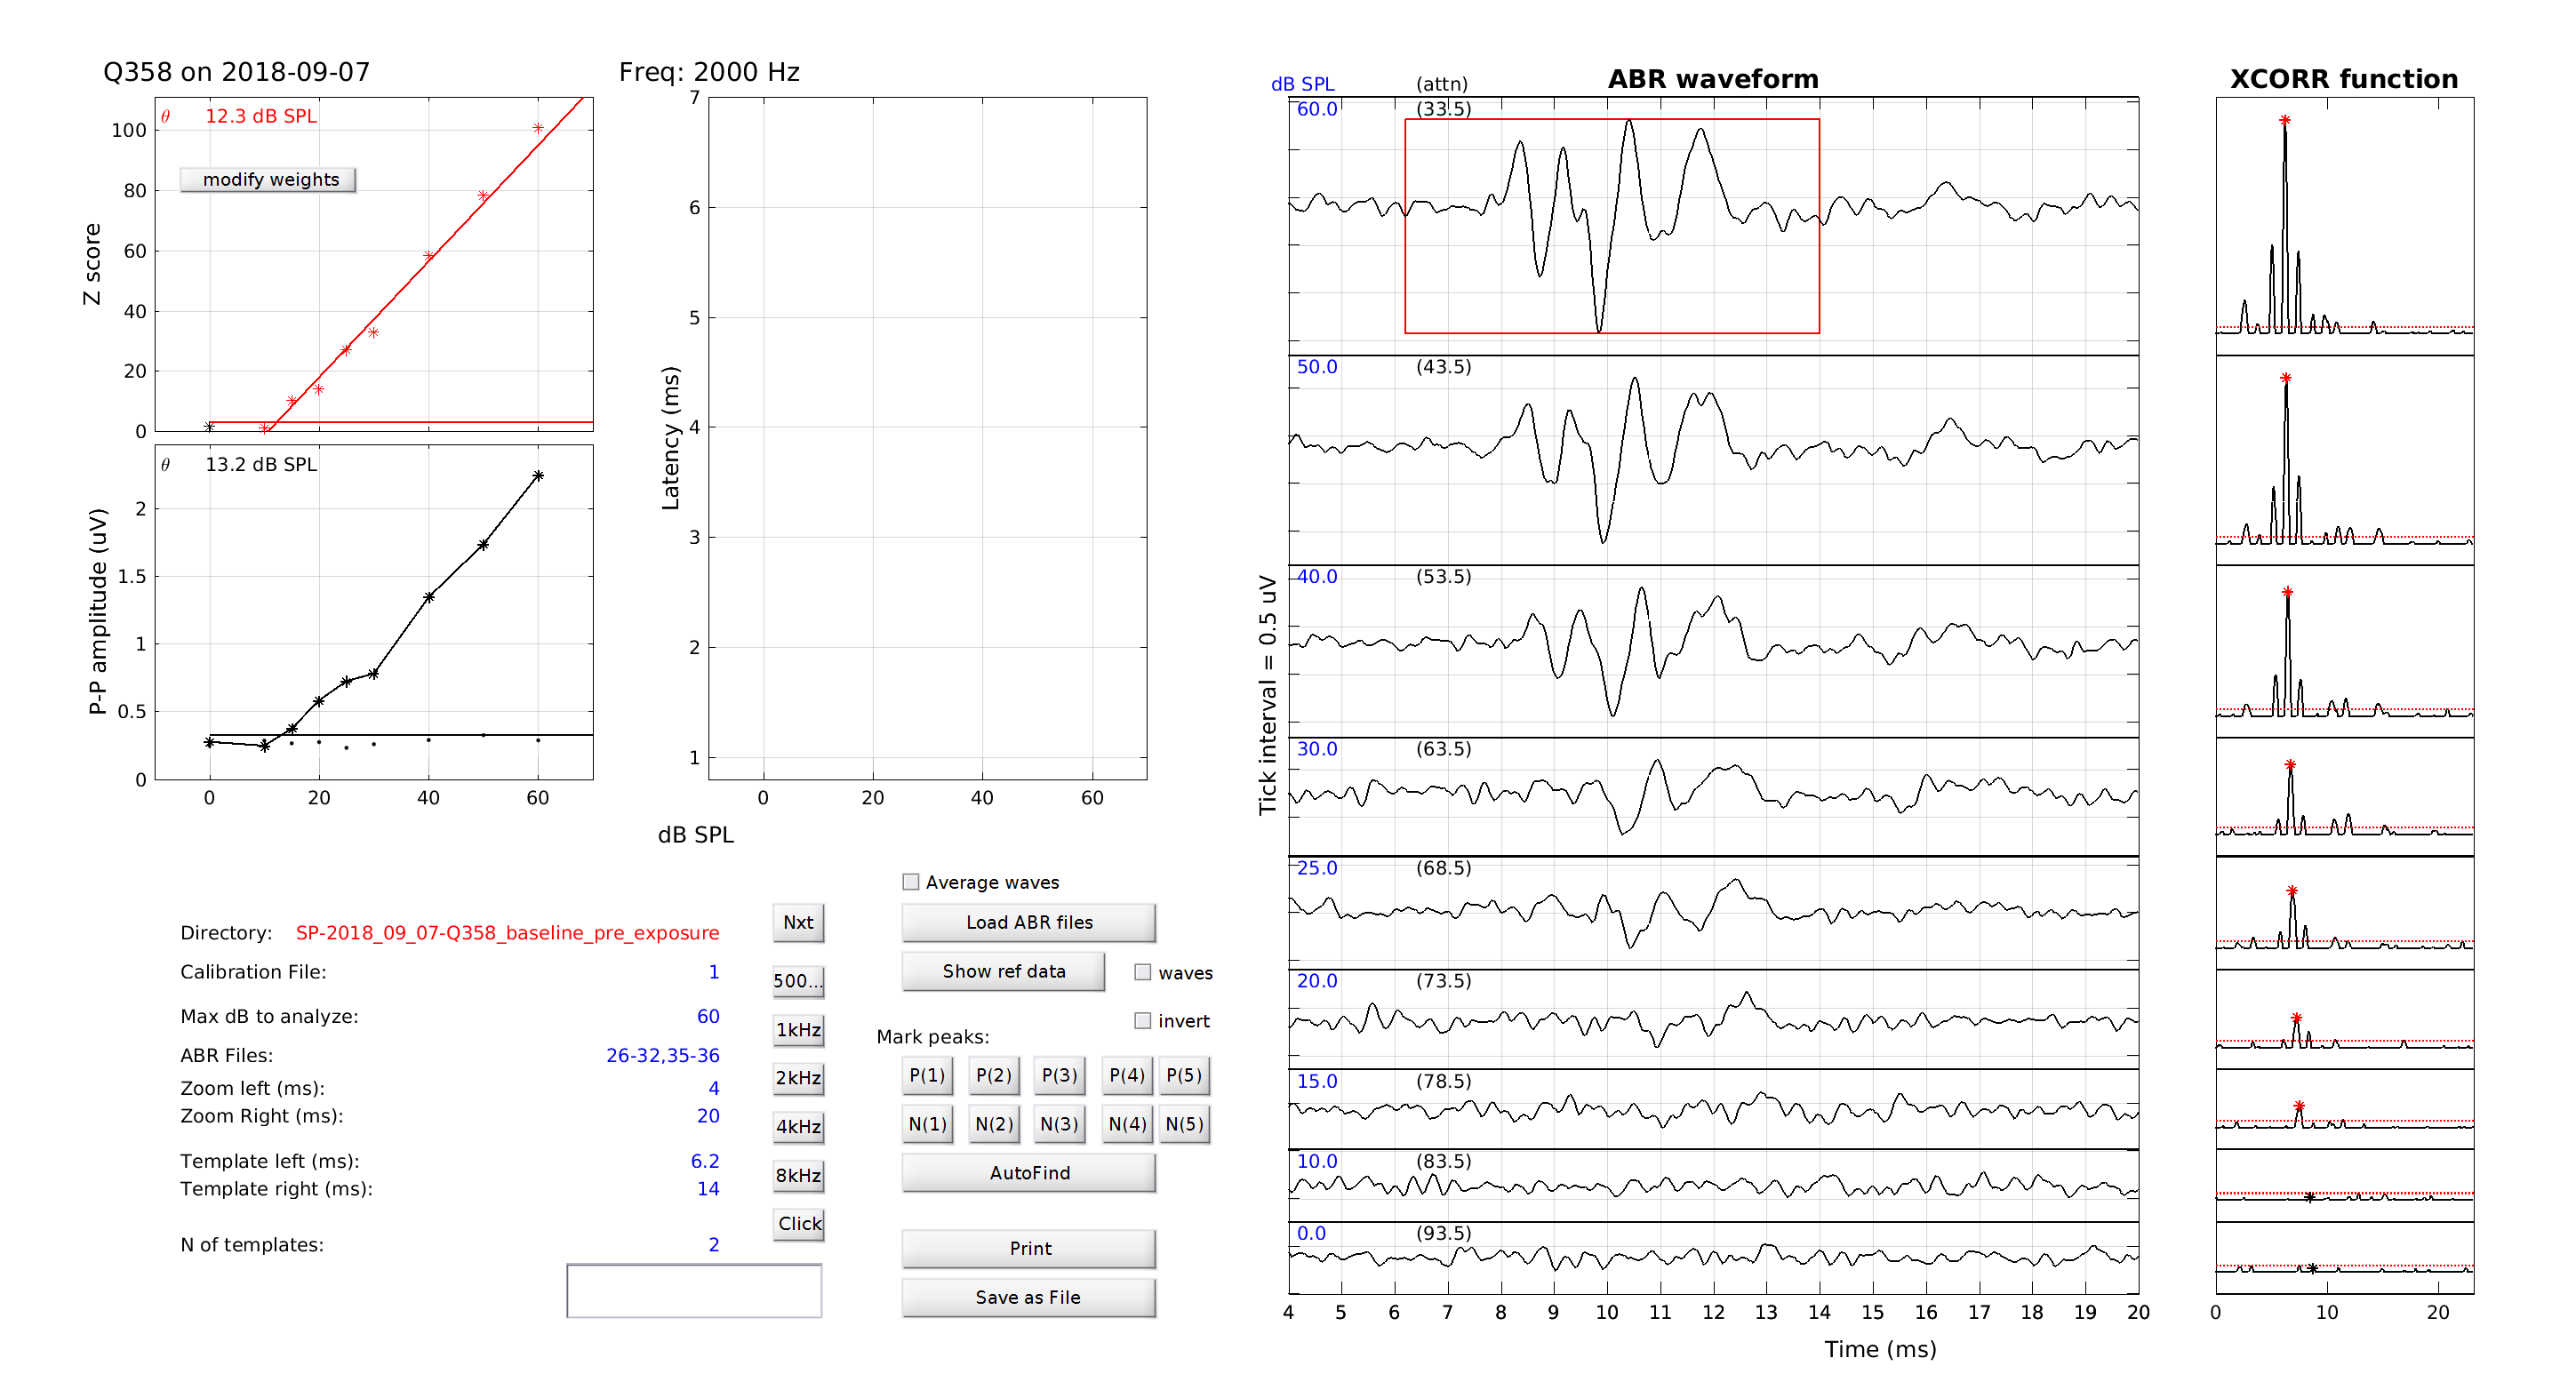 Q358 on 2018-09-07
Freq: 2000 Hz
θ 12.3 dB SPL
modify weights
Z score
100
80
60
40
20
0
θ 13.2 dB SPL
P-P amplitude (uV)
2
1.5
1
0.5
0
0 20 40 60
Latency (ms)
7
6
5
4
3
2
1
0 20 40 60
dB SPL
Directory: SP-2018_09_07-Q358_baseline_pre_exposure
Calibration File: 1
Max dB to analyze: 60
ABR Files: 26-32,35-36
Zoom left (ms): 4
Zoom Right (ms): 20
Template left (ms): 6.2
Template right (ms): 14
N of templates: 2
Nxt
500...
1kHz
2kHz
4kHz
8kHz
Click
Average waves
Load ABR files
Show ref data
waves
invert
Mark peaks:
P(1) P(2) P(3) P(4) P(5)
N(1) N(2) N(3) N(4) N(5)
AutoFind
Print
Save as File
dB SPL (attn) ABR waveform
60.0 (33.5)
50.0 (43.5)
40.0 (53.5)
30.0 (63.5)
25.0 (68.5)
20.0 (73.5)
15.0 (78.5)
10.0 (83.5)
0.0 (93.5)
Tick interval = 0.5 uV
4 5 6 7 8 9 10 11 12 13 14 15 16 17 18 19 20
Time (ms)
XCORR function
0 10 20